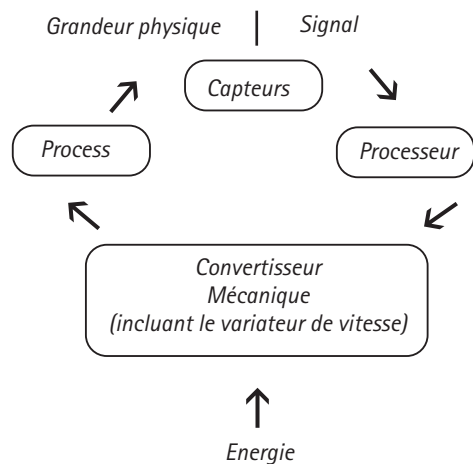 Grandeur physique
Signal
Capteurs
Process
Processeur
Convertisseur
Mécanique
(incluant le variateur de vitesse)
Energie